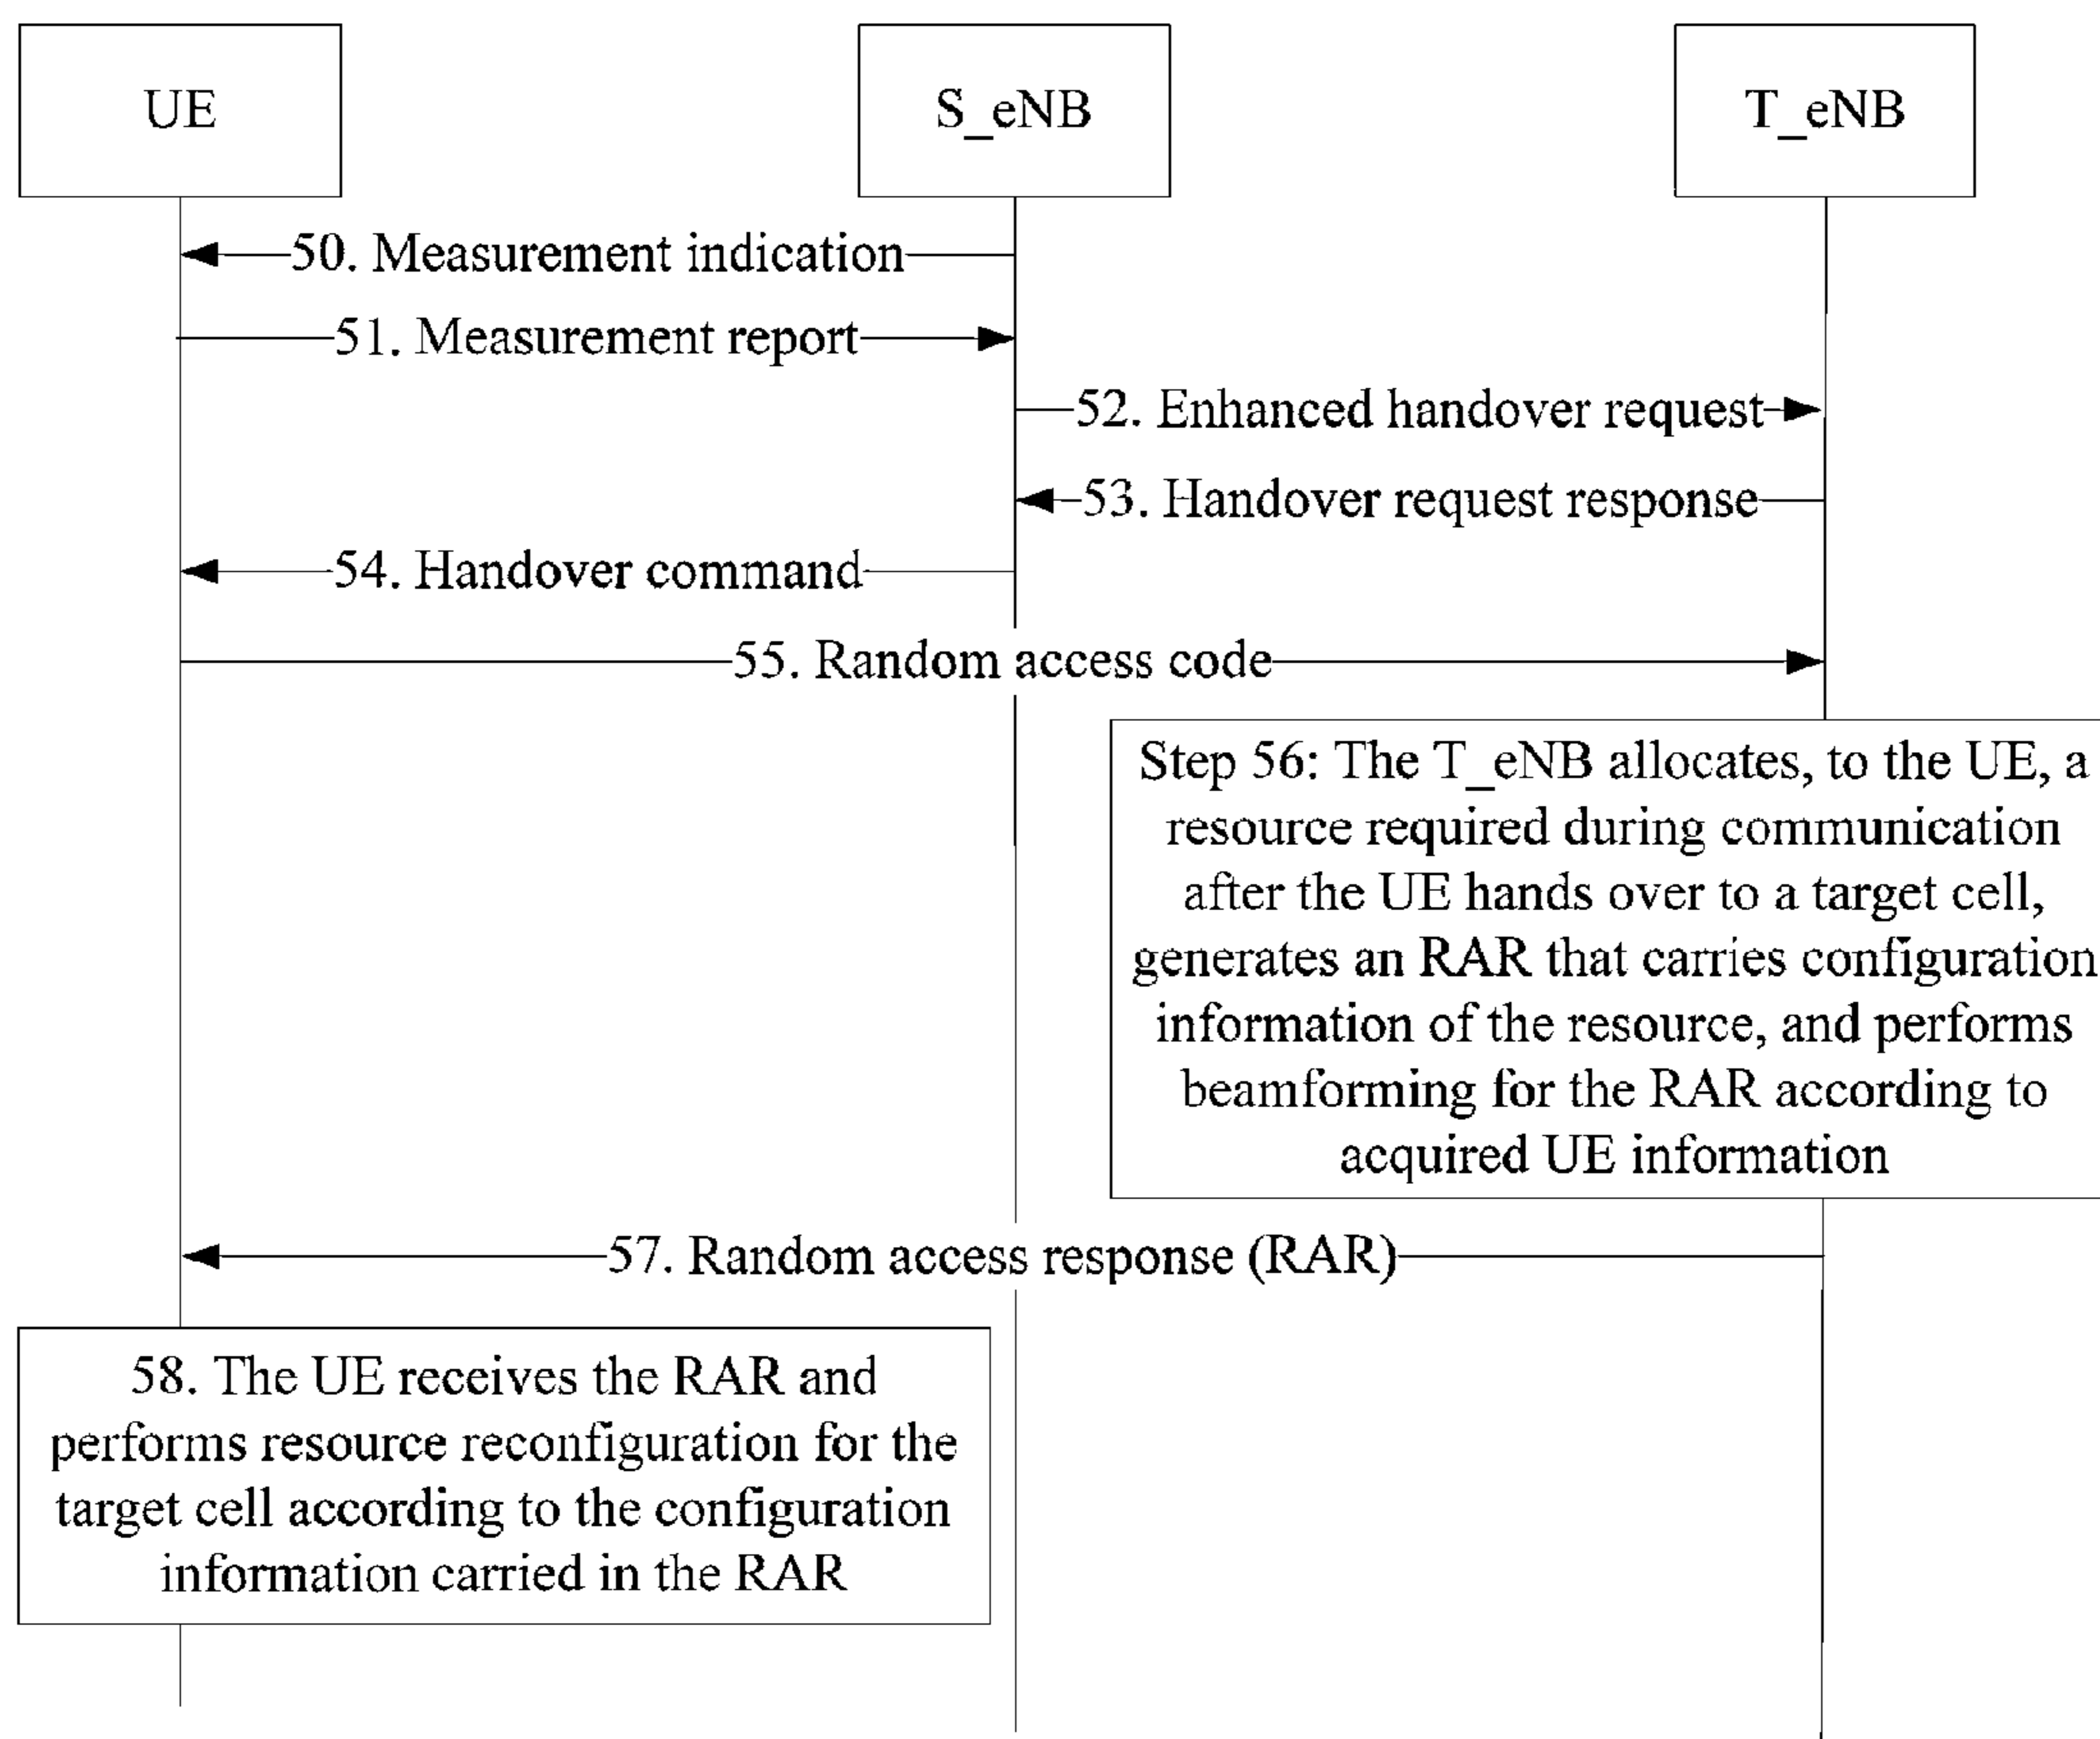 UE
S_eNB
T_eNB
50. Measurement indication
51. Measurement report
52. Enhanced handover request
53. Handover request response
54. Handover command
55. Random access code
Step 56: The T_eNB allocates, to the UE, a
resource required during communication
after the UE hands over to a target cell,
generates an RAR that carries configuration
information of the resource, and performs
beamforming for the RAR according to
acquired UE information
57. Random access response (RAR)
58. The UE receives the RAR and
performs resource reconfiguration for the
target cell according to the configuration
information carried in the RAR